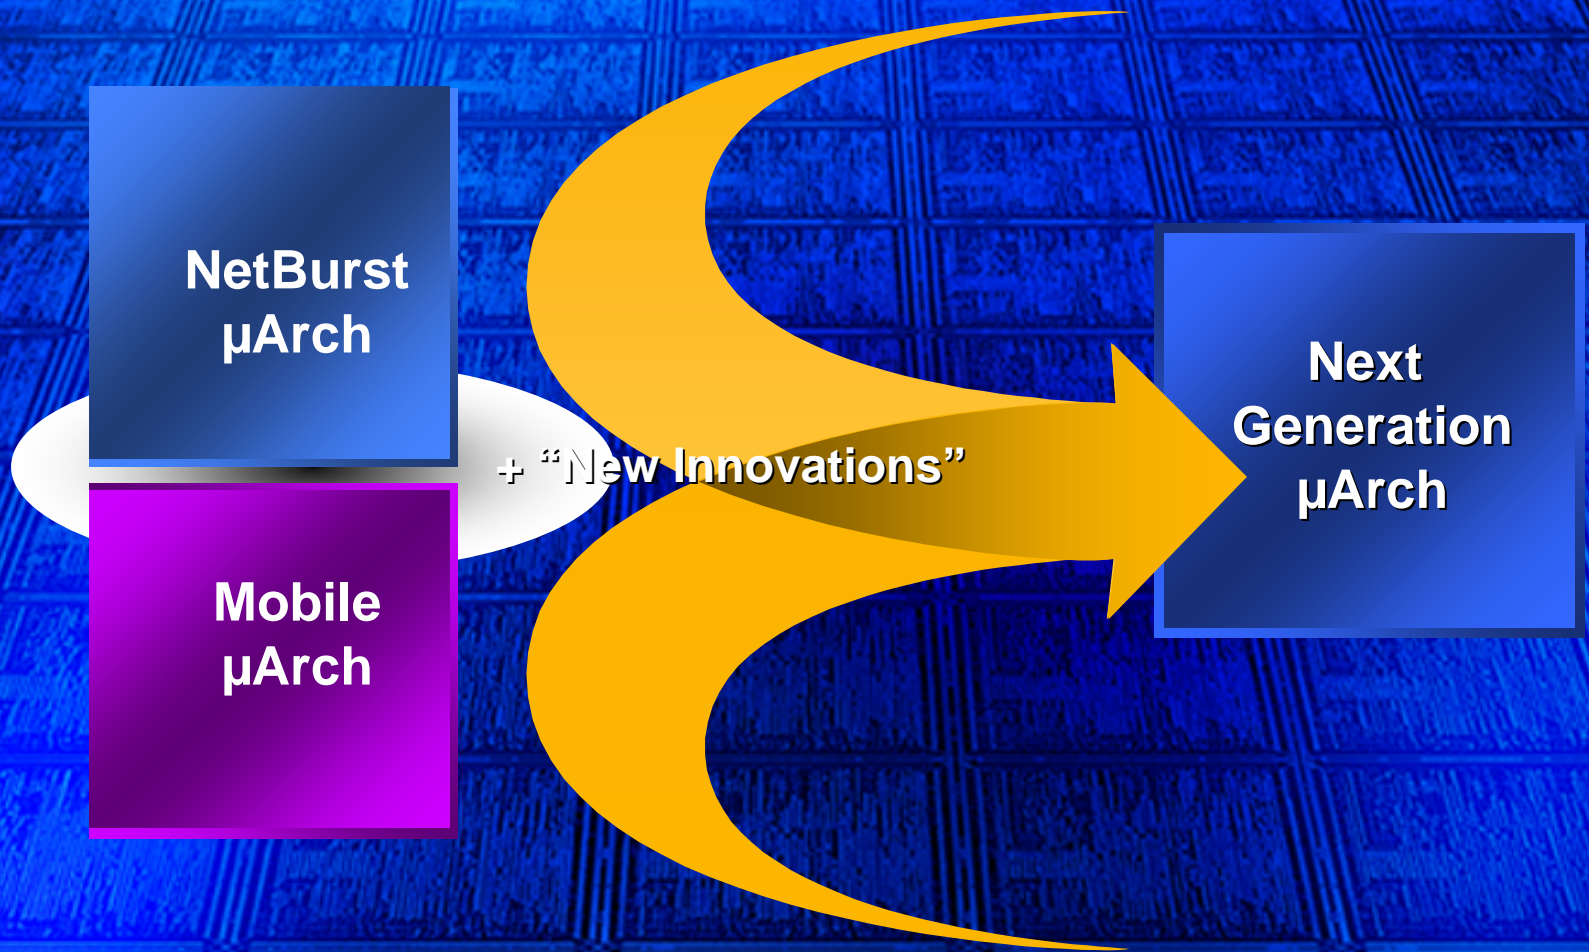 NetBurst
µArch
Mobile
µArch
+ “New Innovations”
Next
Generation
µArch